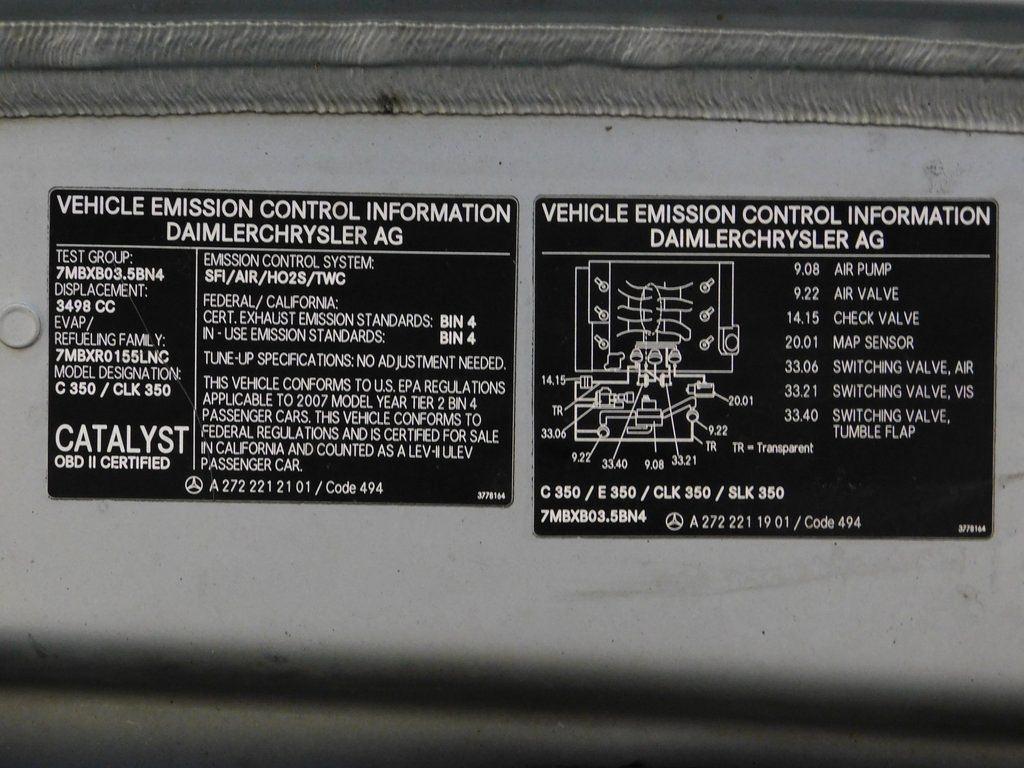 VEHICLE EMISSION CONTROL INFORMATION
DAIMLERCHRYSLER AG
TEST GROUP:
7MBXB03.5BN4
DISPLACEMENT:
3498 CC
EVAP/
REFUELING FAMILY:
7MBXR0155LNC
MODEL DESIGNATION:
C 350 / CLK 350
CATALYST
OBD II CERTIFIED
EMISSION CONTROL SYSTEM:
SFI/AIR/HO2S/TWC
FEDERAL/ CALIFORNIA:
CERT. EXHAUST EMISSION STANDARDS: BIN 4
IN - USE EMISSION STANDARDS: BIN 4
TUNE-UP SPECIFICATIONS: NO ADJUSTMENT NEEDED.
THIS VEHICLE CONFORMS TO U.S. EPA REGULATIONS
APPLICABLE TO 2007 MODEL YEAR TIER 2 BIN 4
PASSENGER CARS. THIS VEHICLE CONFORMS TO
FEDERAL REGULATIONS AND IS CERTIFIED FOR SALE
IN CALIFORNIA AND COUNTED AS A LEV-II ULEV
PASSENGER CAR.
A 272 221 21 01 / Code 494
3778164
VEHICLE EMISSION CONTROL INFORMATION
DAIMLERCHRYSLER AG
14.15
TR
33.06
9.22
33.40
9.08
33.21
TR
9.22
20.01
TR = Transparent
9.08 AIR PUMP
9.22 AIR VALVE
14.15 CHECK VALVE
20.01 MAP SENSOR
33.06 SWITCHING VALVE, AIR
33.21 SWITCHING VALVE, VIS
33.40 SWITCHING VALVE,
TUMBLE FLAP
C 350 / E 350 / CLK 350 / SLK 350
7MBXB03.5BN4 A 272 221 19 01 / Code 494
3778164